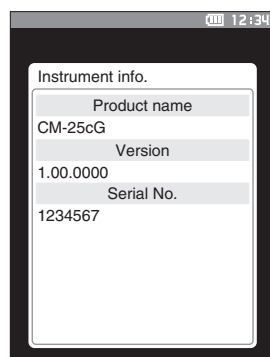 12:34
Instrument info.
Product name
CM-25cG
Version
1.00.0000
Serial No.
1234567